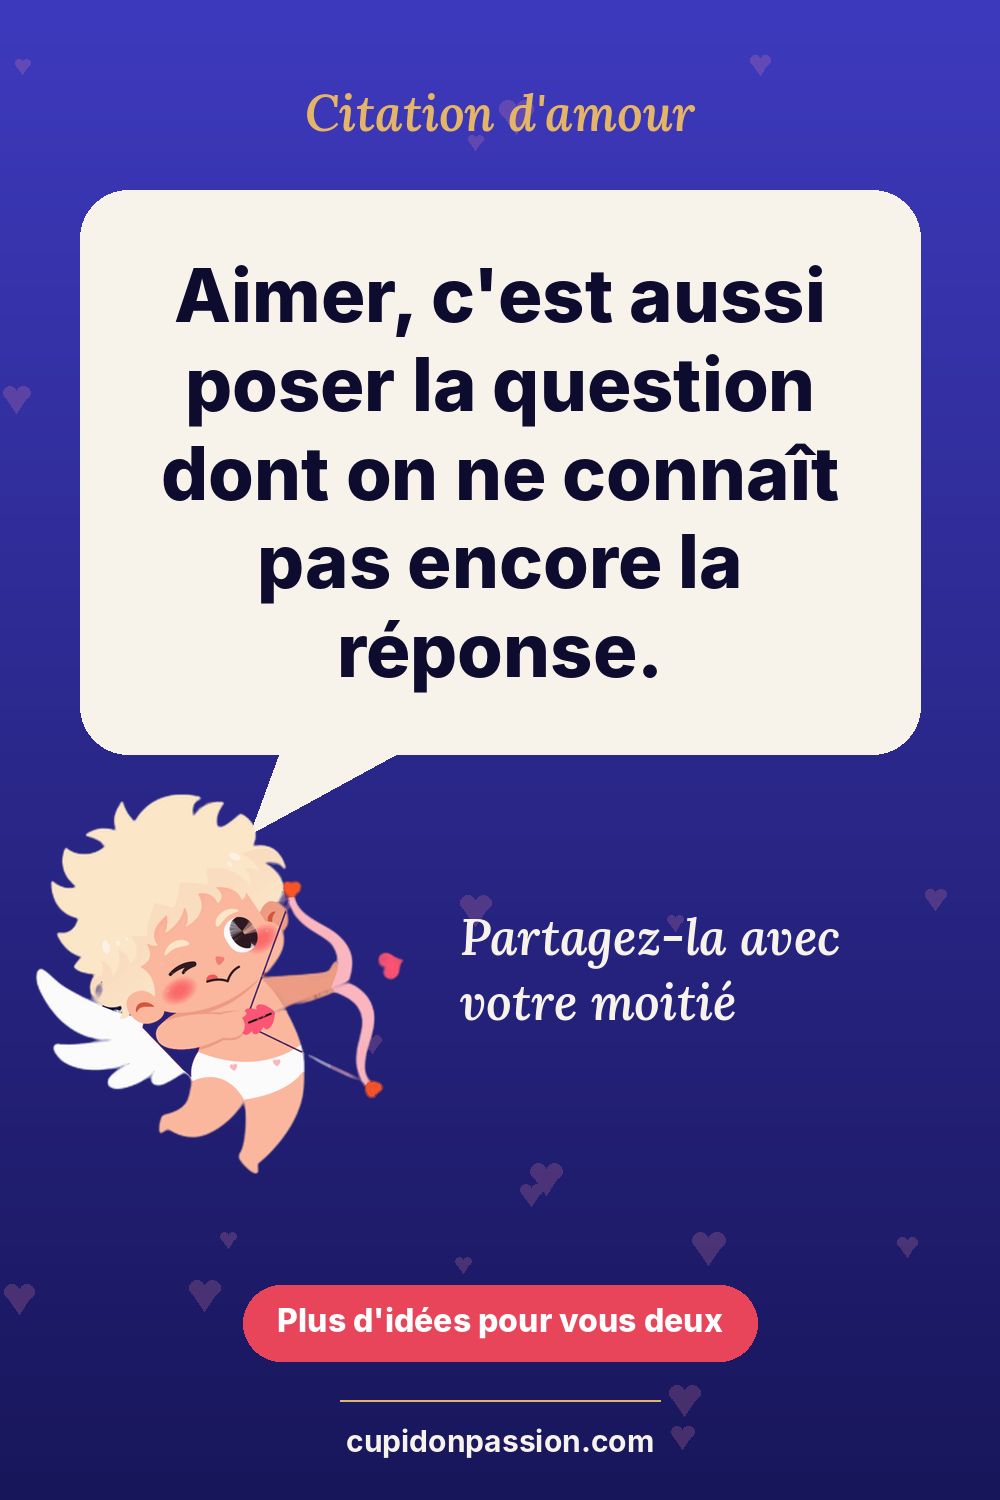 Citation d'amour
Aimer, c'est aussi
poser la question
dont on ne connaît
pas encore la
réponse.
Partagez-la avec
votre moitié
Plus d'idées pour vous deux
cupidonpassion.com